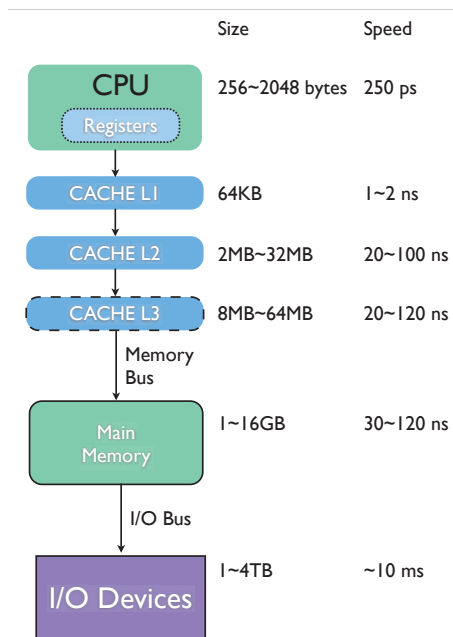 Size Speed
CPU 256~2048 bytes 250 ps
Registers
CACHE L1 64KB 1~2 ns
CACHE L2 2MB~32MB 20~100 ns
CACHE L3 8MB~64MB 20~120 ns
Memory
Bus
Main
Memory
1~16GB 30~120 ns
I/O Bus
I/O Devices
1~4TB ~10 ms